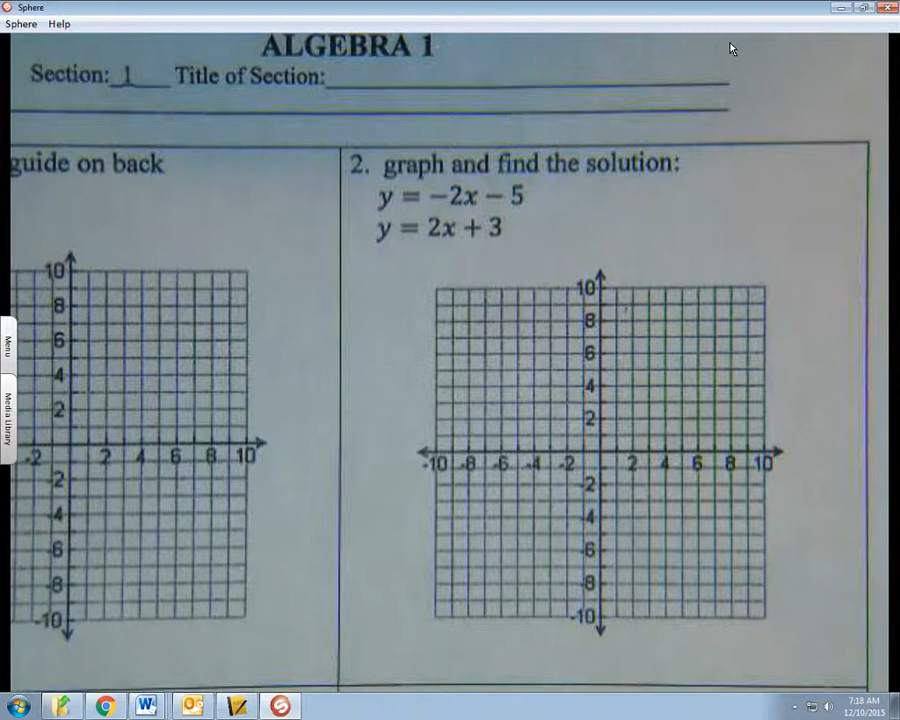 Sphere
Sphere Help
ALGEBRA 1
Section: 1 Title of Section:
guide on back
2. graph and find the solution:
y = −2x − 5
y = 2x + 3
10
8
6
4
2
-2 2 4 6 8 10
-2
-4
-6
-8
-10
10
8
6
4
2
-10 -8 -6 -4 -2 2 4 6 8 10
-2
-4
-6
-8
-10
Menu
Media Library
7:18 AM
12/10/2015